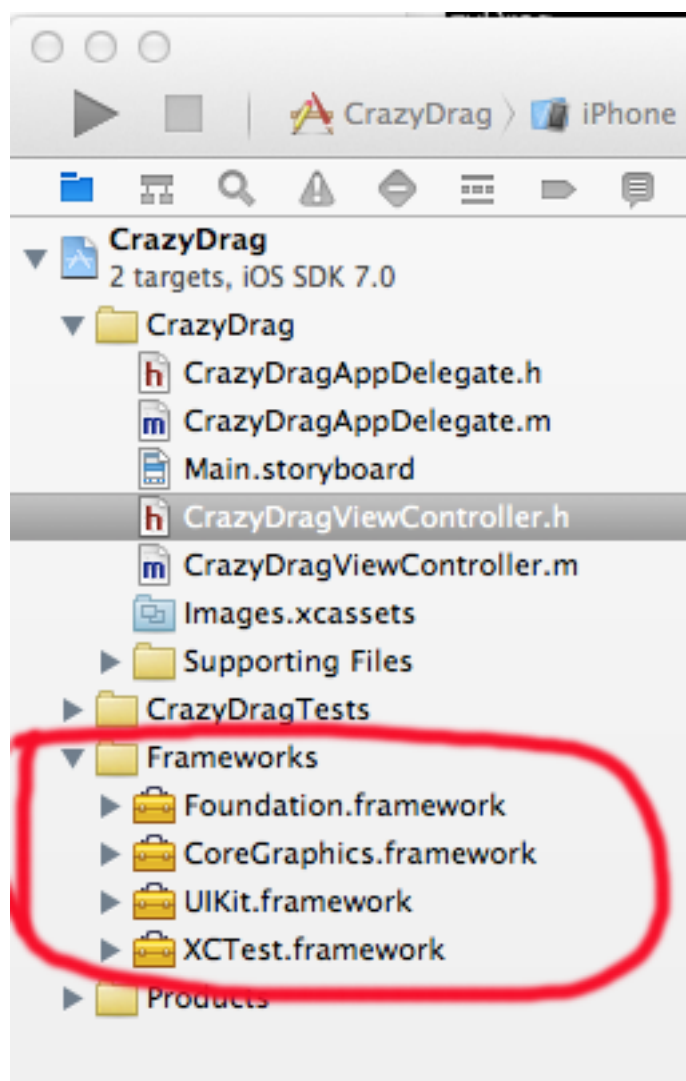 CrazyDrag
iPhone
CrazyDrag
2 targets, iOS SDK 7.0
CrazyDrag
h CrazyDragAppDelegate.h
m CrazyDragAppDelegate.m
Main.storyboard
h CrazyDragViewController.h
m CrazyDragViewController.m
Images.xcassets
Supporting Files
CrazyDragTests
Frameworks
Foundation.framework
CoreGraphics.framework
UIKit.framework
XCTest.framework
Products